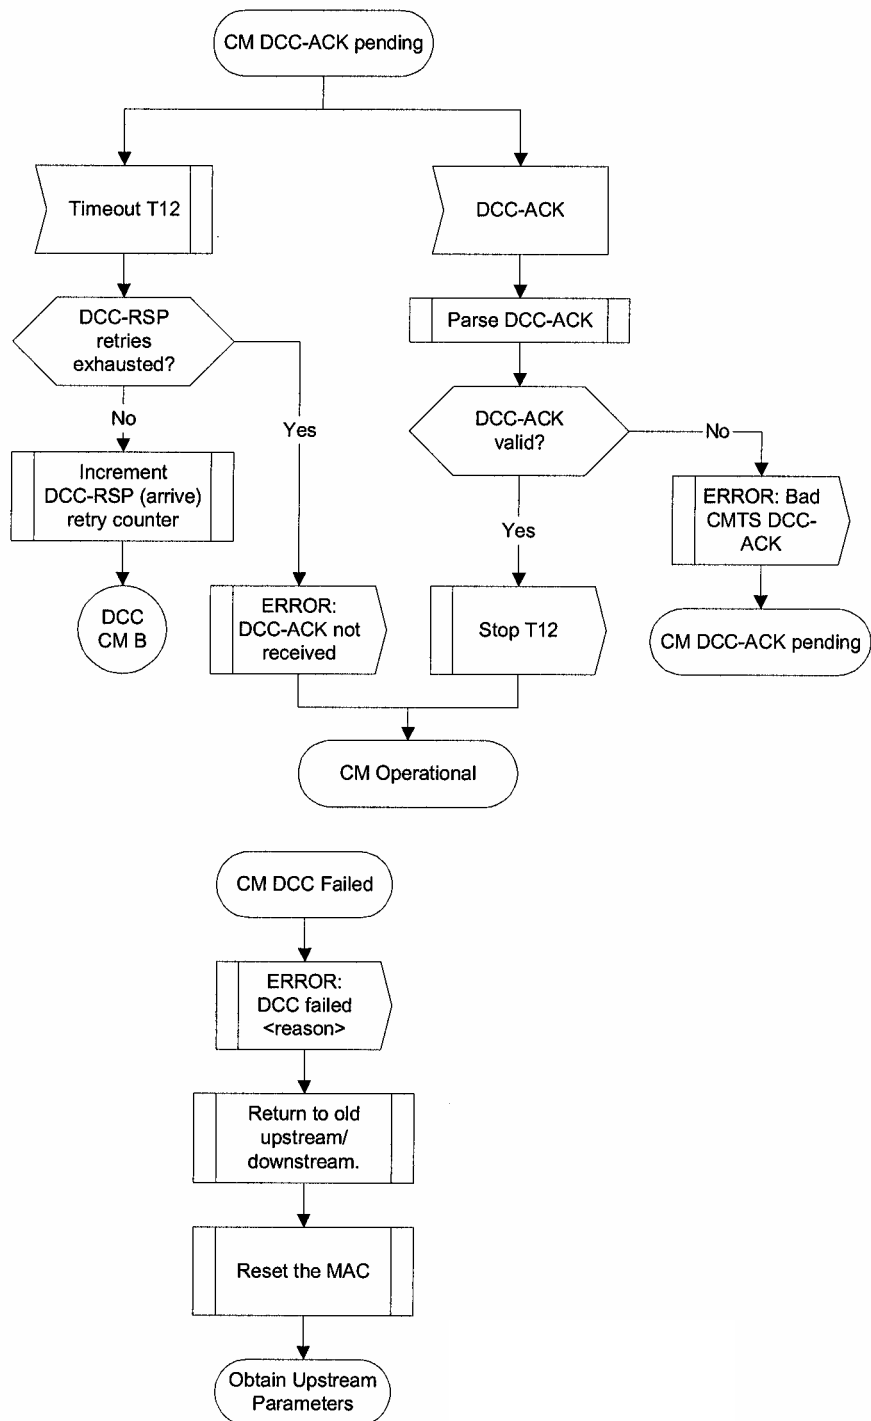 CM DCC-ACK pending
Timeout T12
DCC-ACK
DCC-RSP
retries
exhausted?
Parse DCC-ACK
No
Yes
DCC-ACK
valid?
No
Increment
DCC-RSP (arrive)
retry counter
Yes
ERROR: Bad
CMTS DCC-
ACK
DCC
CM B
ERROR:
DCC-ACK not
received
Stop T12
CM DCC-ACK pending
CM Operational
CM DCC Failed
ERROR:
DCC failed
<reason>
Return to old
upstream/
downstream.
Reset the MAC
Obtain Upstream
Parameters